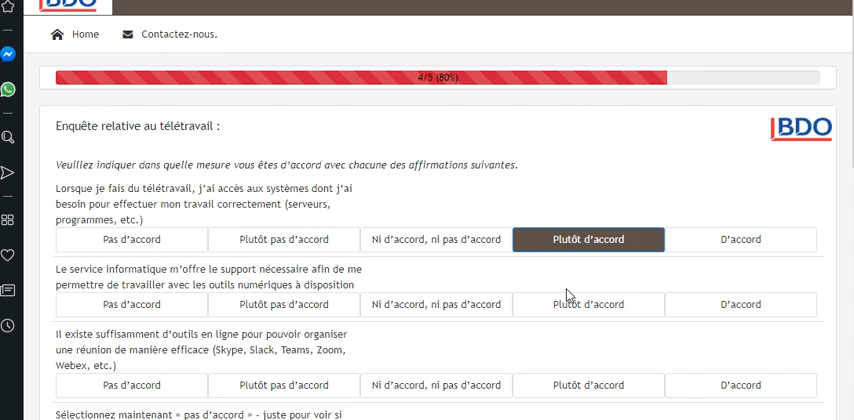 BDO
Home
Contactez-nous.
4/5 (80%)
Enquête relative au télétravail :
BDO
Veuillez indiquer dans quelle mesure vous êtes d’accord avec chacune des affirmations suivantes.
Lorsque je fais du télétravail, j’ai accès aux systèmes dont j’ai
besoin pour effectuer mon travail correctement (serveurs,
programmes, etc.)
Pas d’accord
Plutôt pas d’accord
Ni d’accord, ni pas d’accord
Plutôt d’accord
D’accord
Le service informatique m’offre le support nécessaire afin de me
permettre de travailler avec les outils numériques à disposition
Pas d’accord
Plutôt pas d’accord
Ni d’accord, ni pas d’accord
Plutôt d’accord
D’accord
Il existe suffisamment d’outils en ligne pour pouvoir organiser
une réunion de manière efficace (Skype, Slack, Teams, Zoom,
Webex, etc.)
Pas d’accord
Plutôt pas d’accord
Ni d’accord, ni pas d’accord
Plutôt d’accord
D’accord
Sélectionnez maintenant « pas d’accord » - juste pour voir si